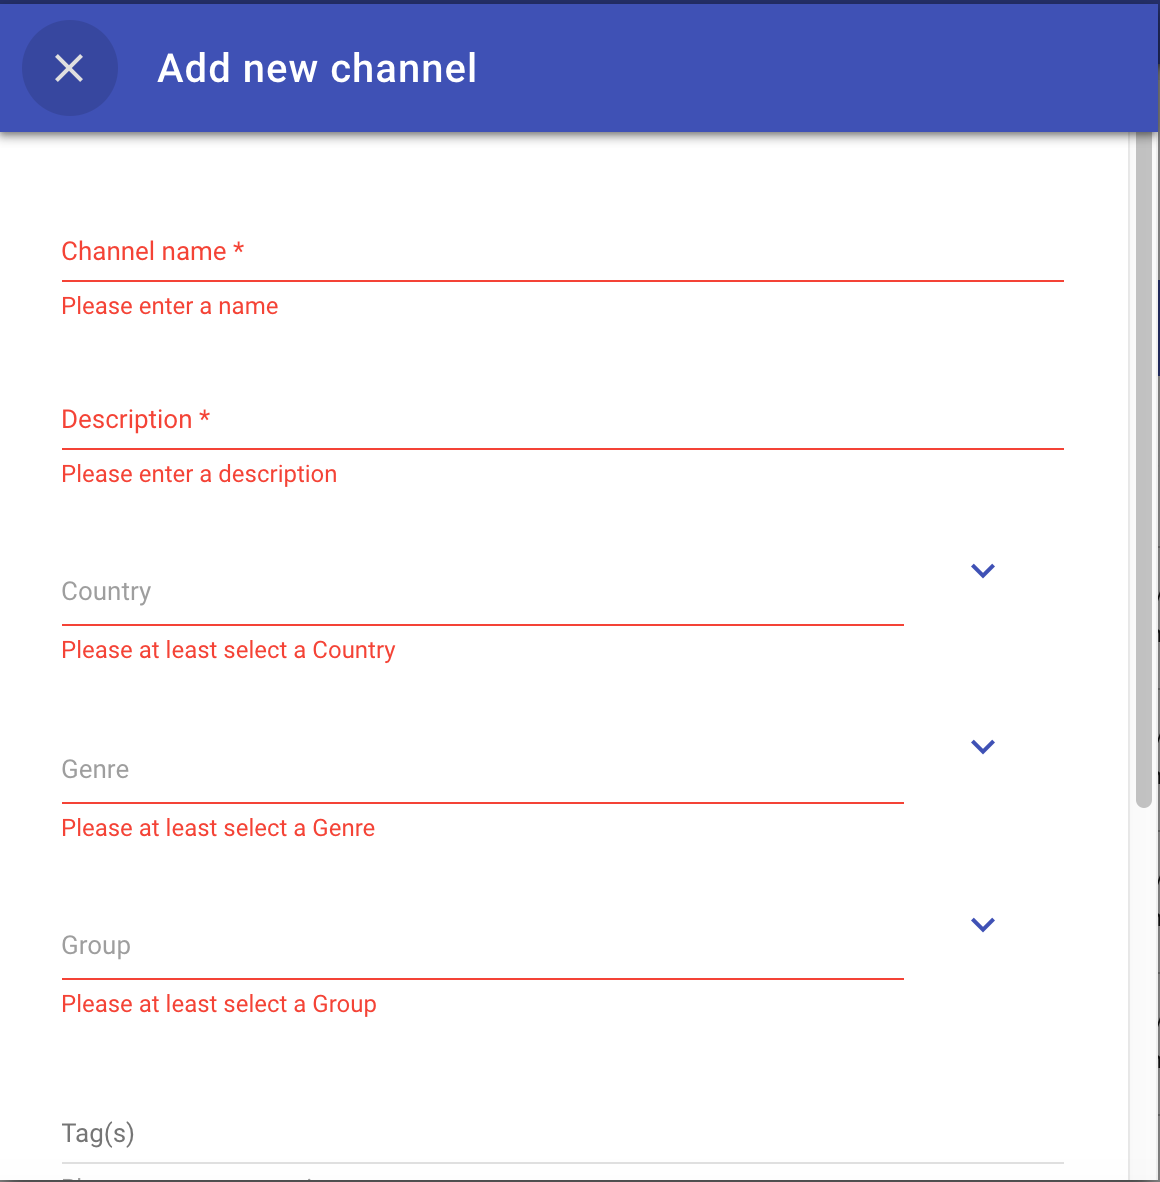 Add new channel
Channel name *
Please enter a name
Description *
Please enter a description
Country
Please at least select a Country
Genre
Please at least select a Genre
Group
Please at least select a Group
Tag(s)